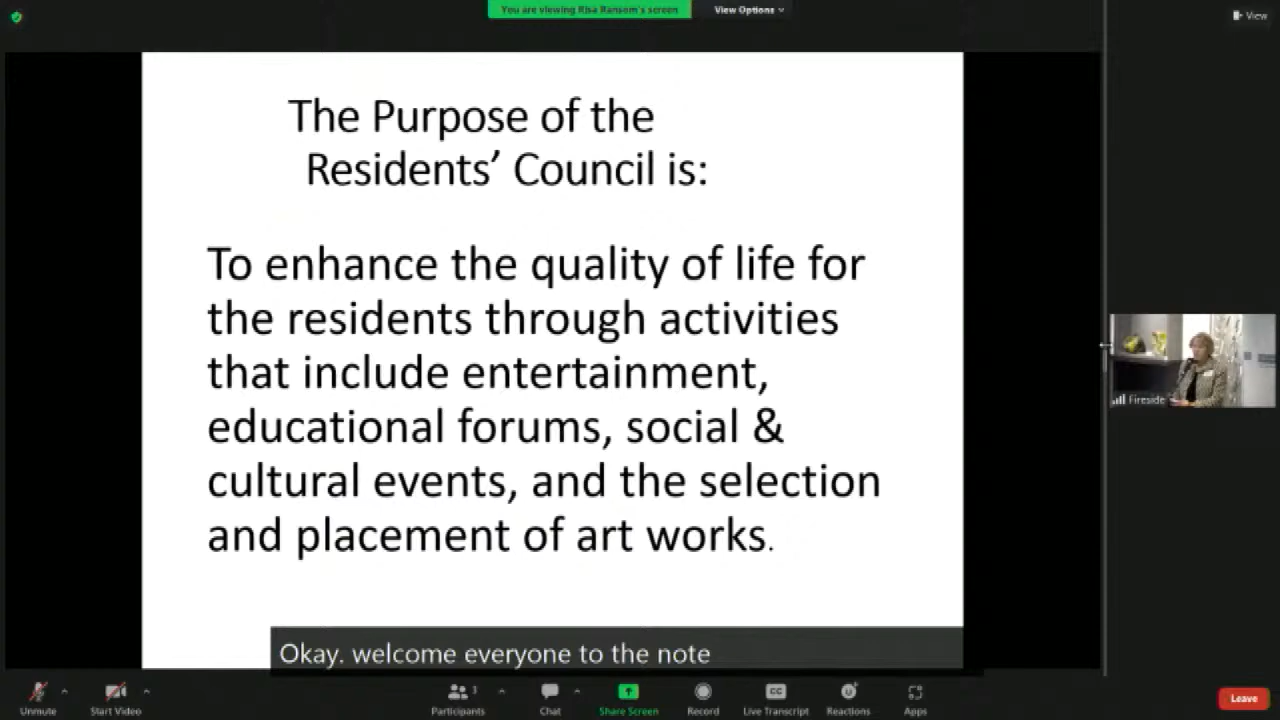 You are viewing Risa Ransom's screen
View Options
View
The Purpose of the
Residents’ Council is:
To enhance the quality of life for
the residents through activities
that include entertainment,
educational forums, social &
cultural events, and the selection
and placement of art works.
Fireside
Okay. welcome everyone to the note
Unmute
Start Video
Participants
1
Chat
Share Screen
Record
CC
Live Transcript
Reactions
Apps
Leave